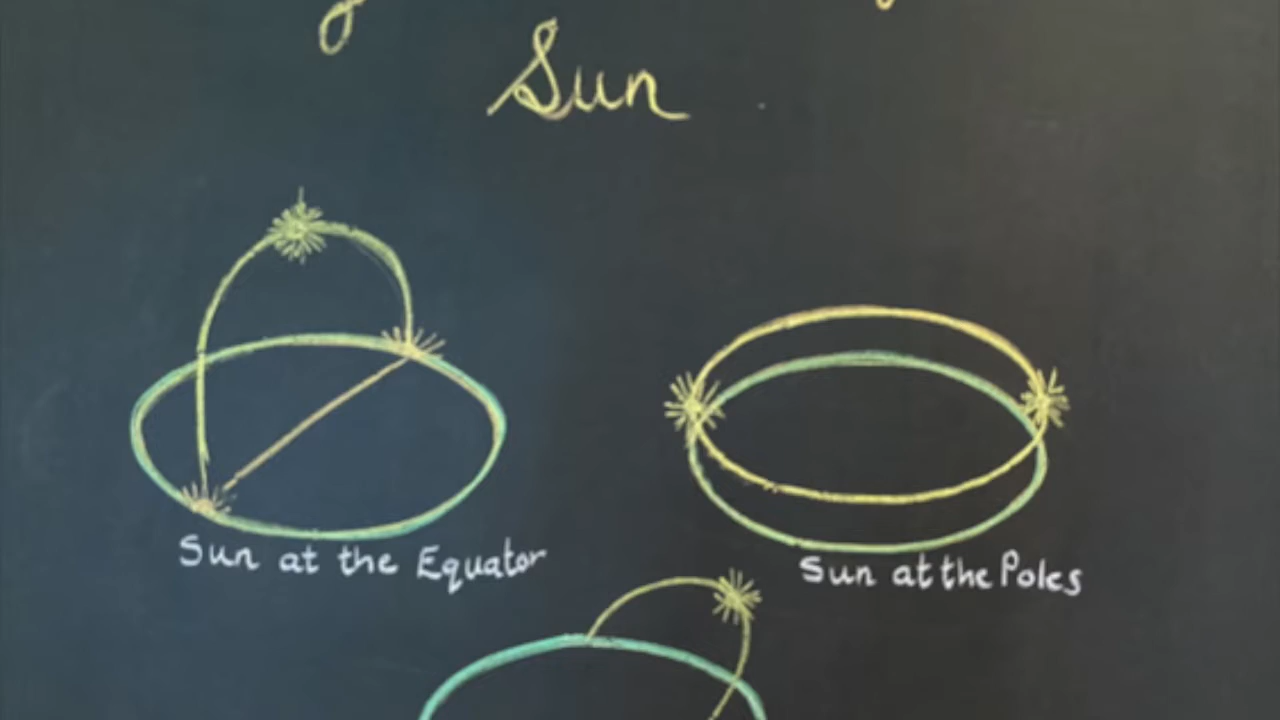 Sun
Sun at the Equator
Sun at the Poles